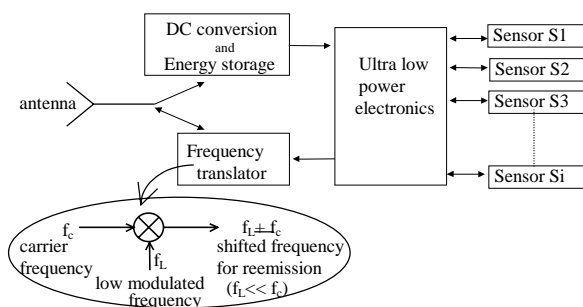 DC conversion
and
Energy storage
antenna
Ultra low
power
electronics
Sensor S1
Sensor S2
Sensor S3
Sensor Si
Frequency
translator
fc
carrier
frequency
fL
low modulated
frequency
fL ± fc
shifted frequency
for reemission
(fL<< fc)